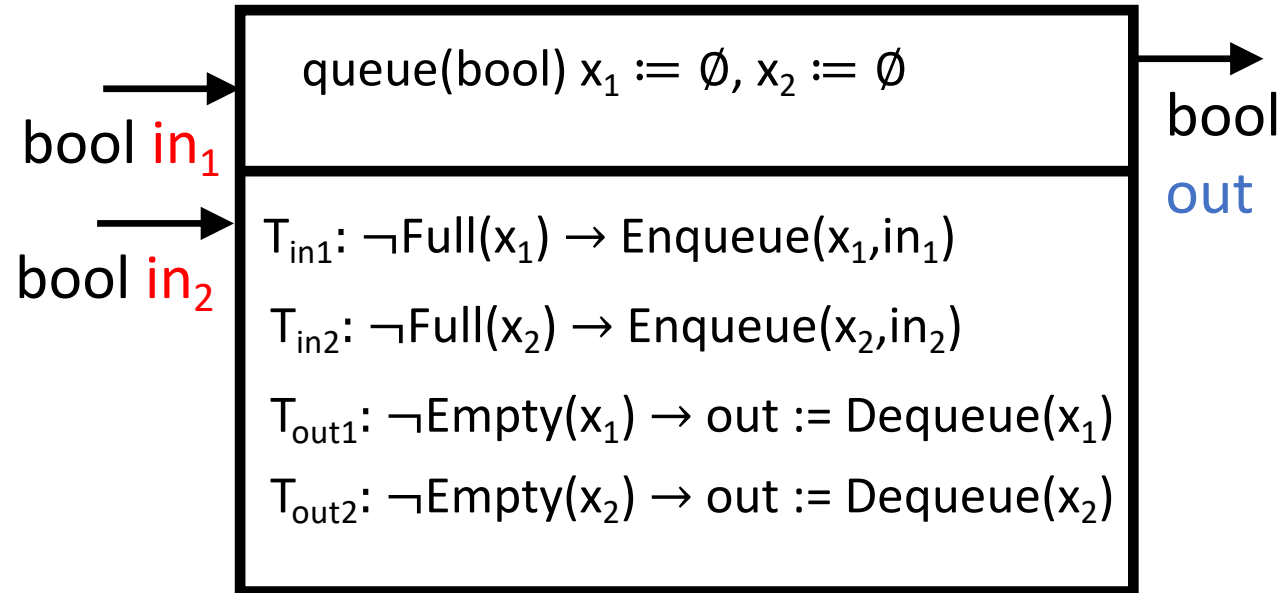 queue(bool) x₁ := ∅, x₂ := ∅
bool in₁
bool in₂
bool
out
T_in1: ¬Full(x₁) → Enqueue(x₁,in₁)
T_in2: ¬Full(x₂) → Enqueue(x₂,in₂)
T_out1: ¬Empty(x₁) → out := Dequeue(x₁)
T_out2: ¬Empty(x₂) → out := Dequeue(x₂)